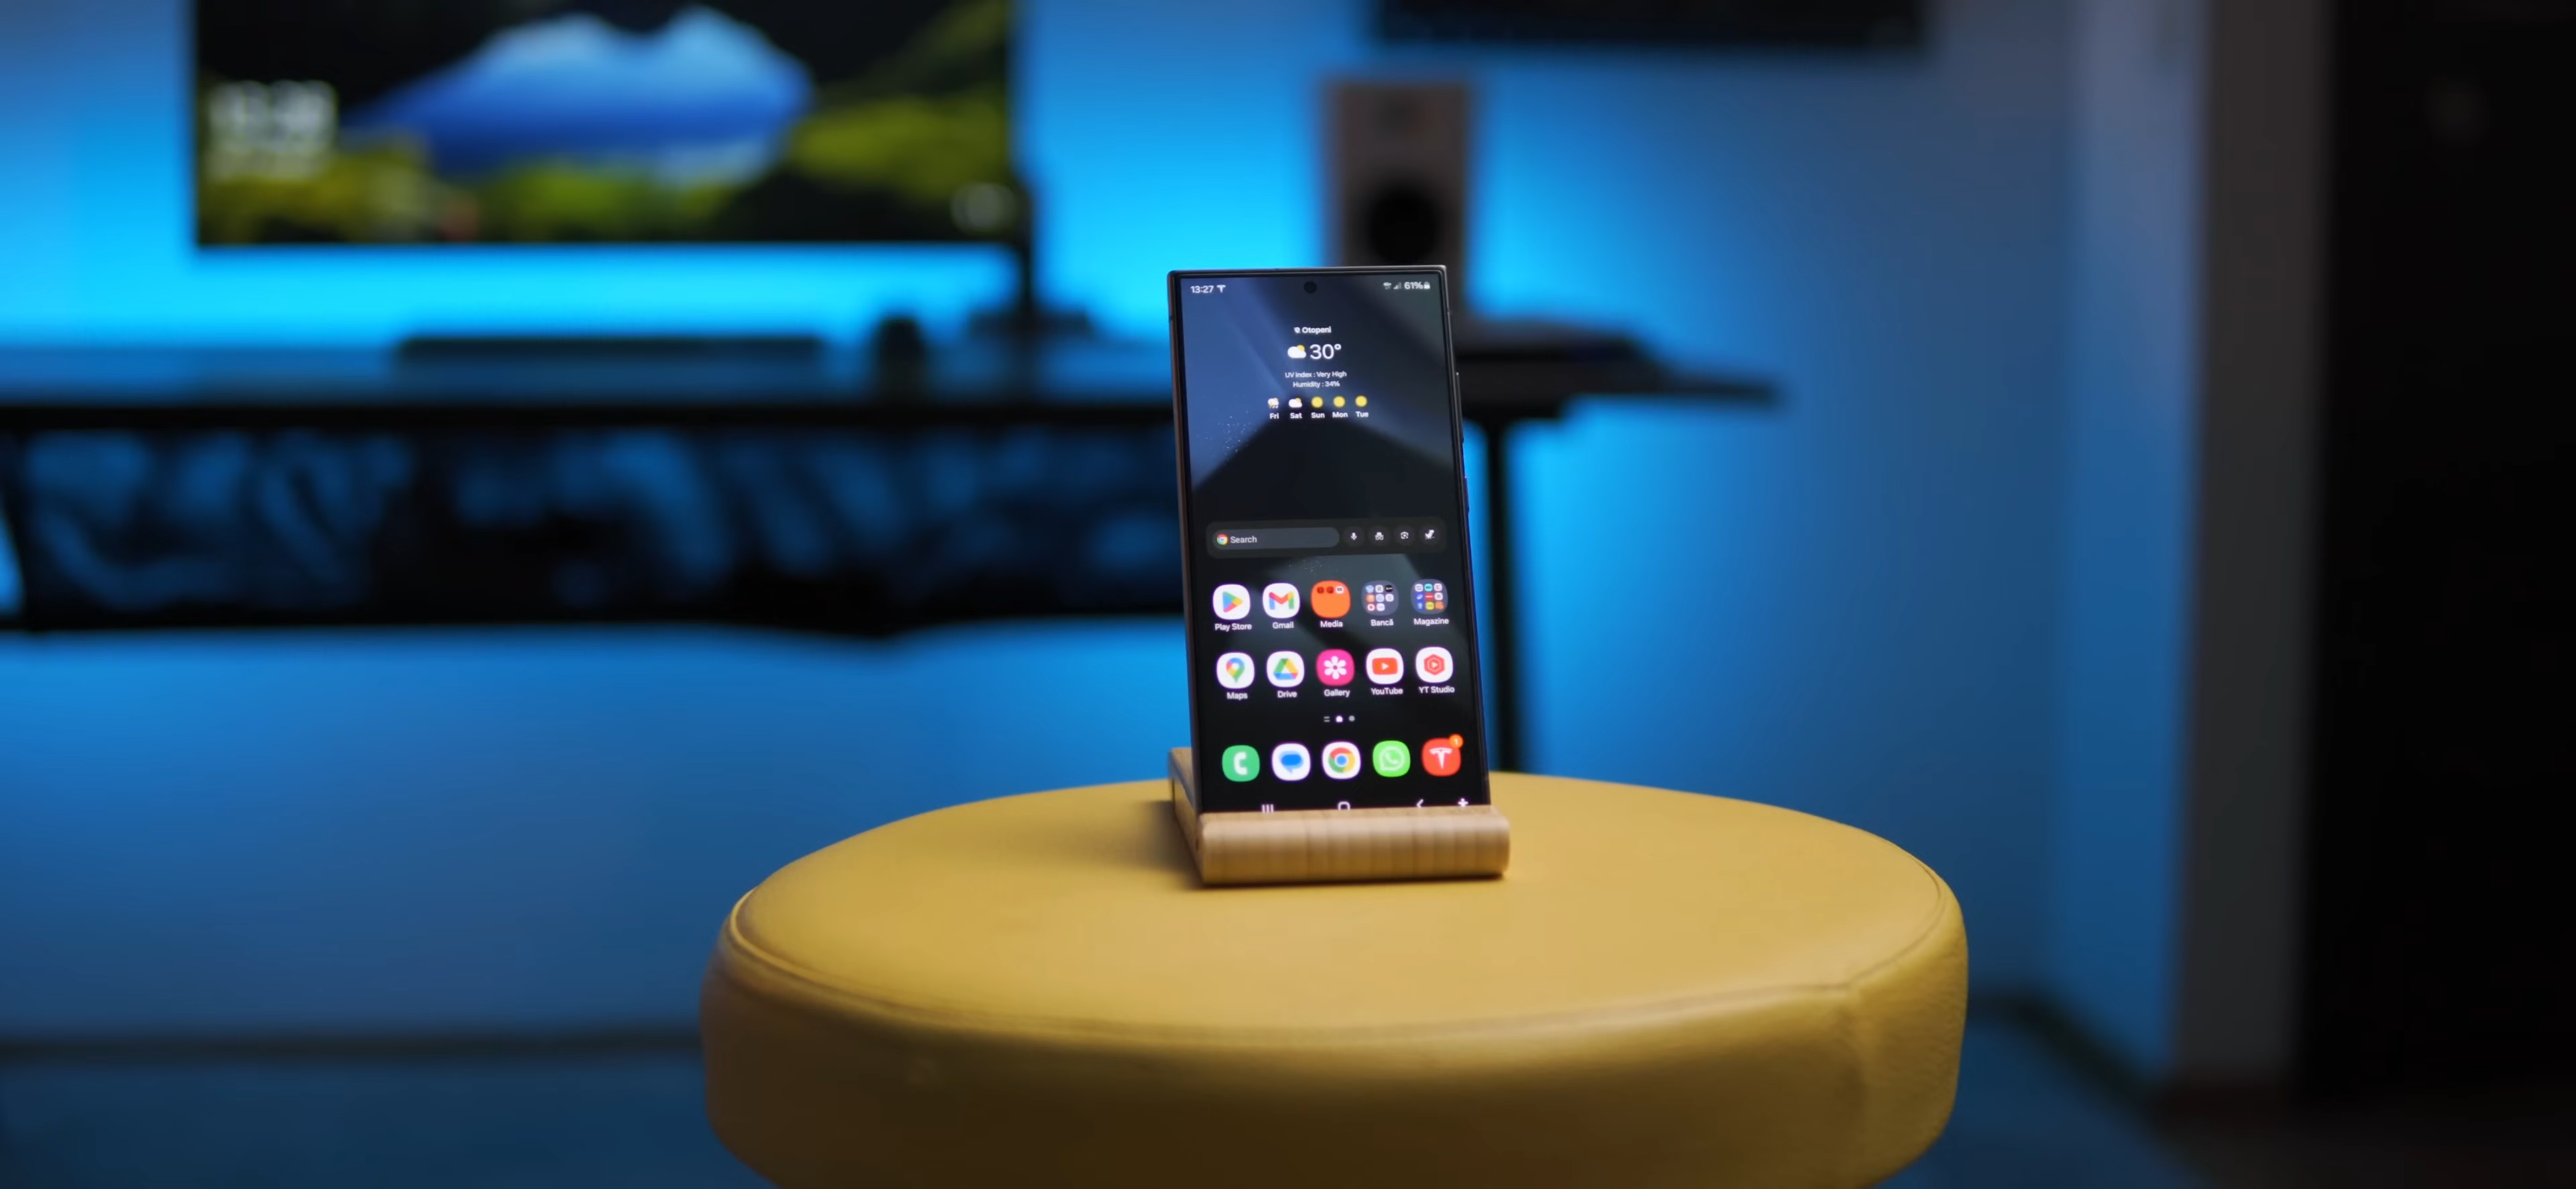 13:27
61%
Otopeni
30°
UV Index : Very High
Humidity : 34%
Fri Sat Sun Mon Tue
Search
Play Store Gmail Media Bancă Magazine
Maps Drive Gallery YouTube YT Studio